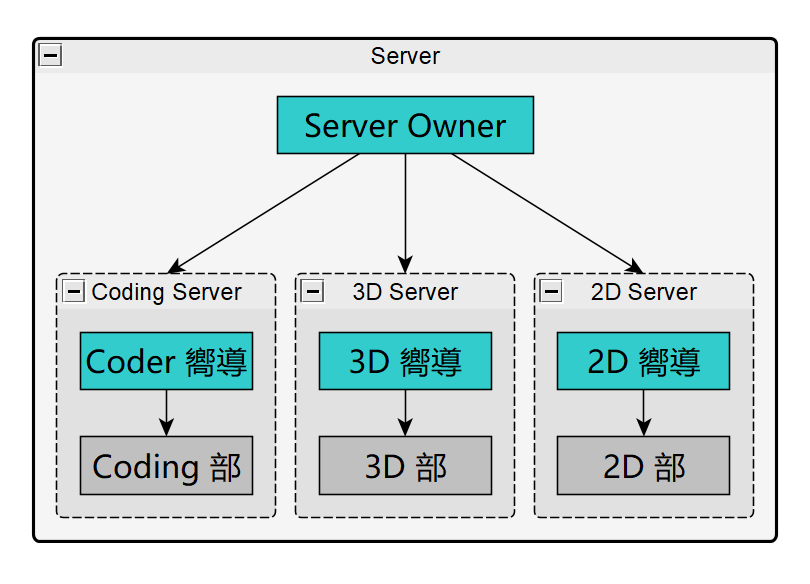 Server
Server Owner
Coding Server
3D Server
2D Server
Coder 嚮導
3D 嚮導
2D 嚮導
Coding 部
3D 部
2D 部